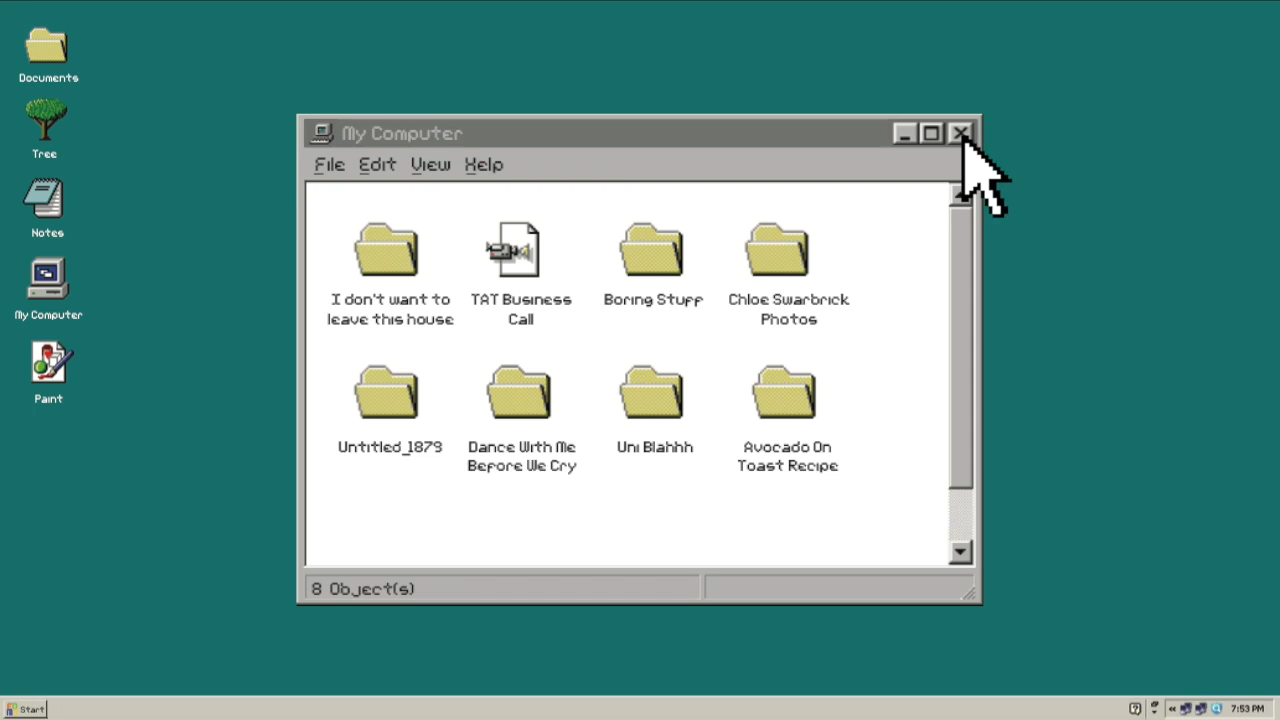 Documents
Tree
Notes
My Computer
Paint
My Computer
File Edit View Help
I don't want to
leave this house
TAT Business
Call
Boring Stuff
Chloe Swarbrick
Photos
Untitled_1879
Dance With Me
Before We Cry
Uni Blahhh
Avocado On
Toast Recipe
8 Object(s)
Start
7:53 PM